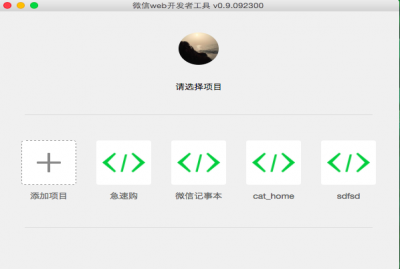 微信web开发者工具 v0.9.092300
请选择项目
添加项目
急速购
微信记事本
cat_home
sdfsd